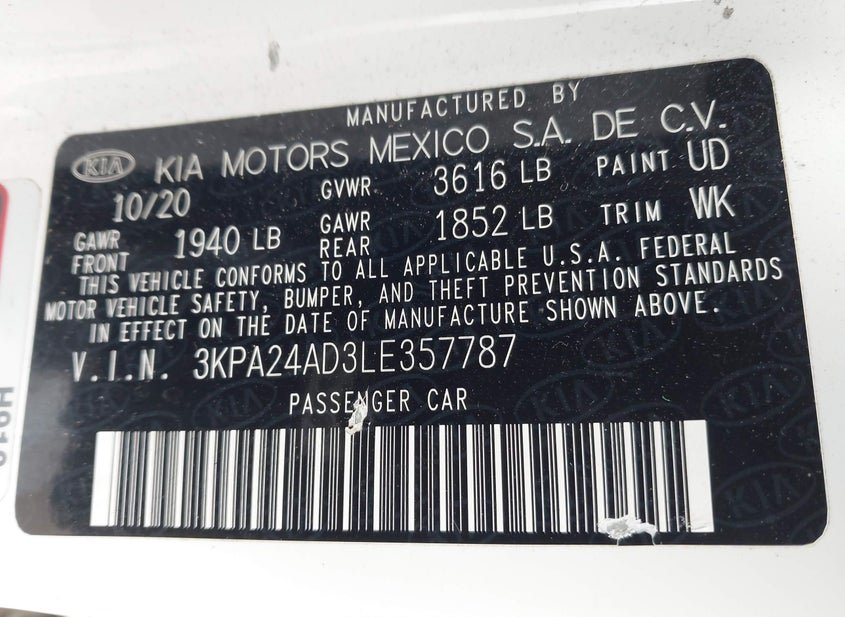 MANUFACTURED BY
KIA KIA MOTORS MEXICO S.A. DE C.V.
10/20 GVWR 3616 LB PAINT UD
GAWR FRONT 1940 LB GAWR REAR 1852 LB TRIM WK
THIS VEHICLE CONFORMS TO ALL APPLICABLE U.S.A. FEDERAL
MOTOR VEHICLE SAFETY, BUMPER, AND THEFT PREVENTION STANDARDS
IN EFFECT ON THE DATE OF MANUFACTURE SHOWN ABOVE.
V.I.N. 3KPA24AD3LE357787
PASSENGER CAR